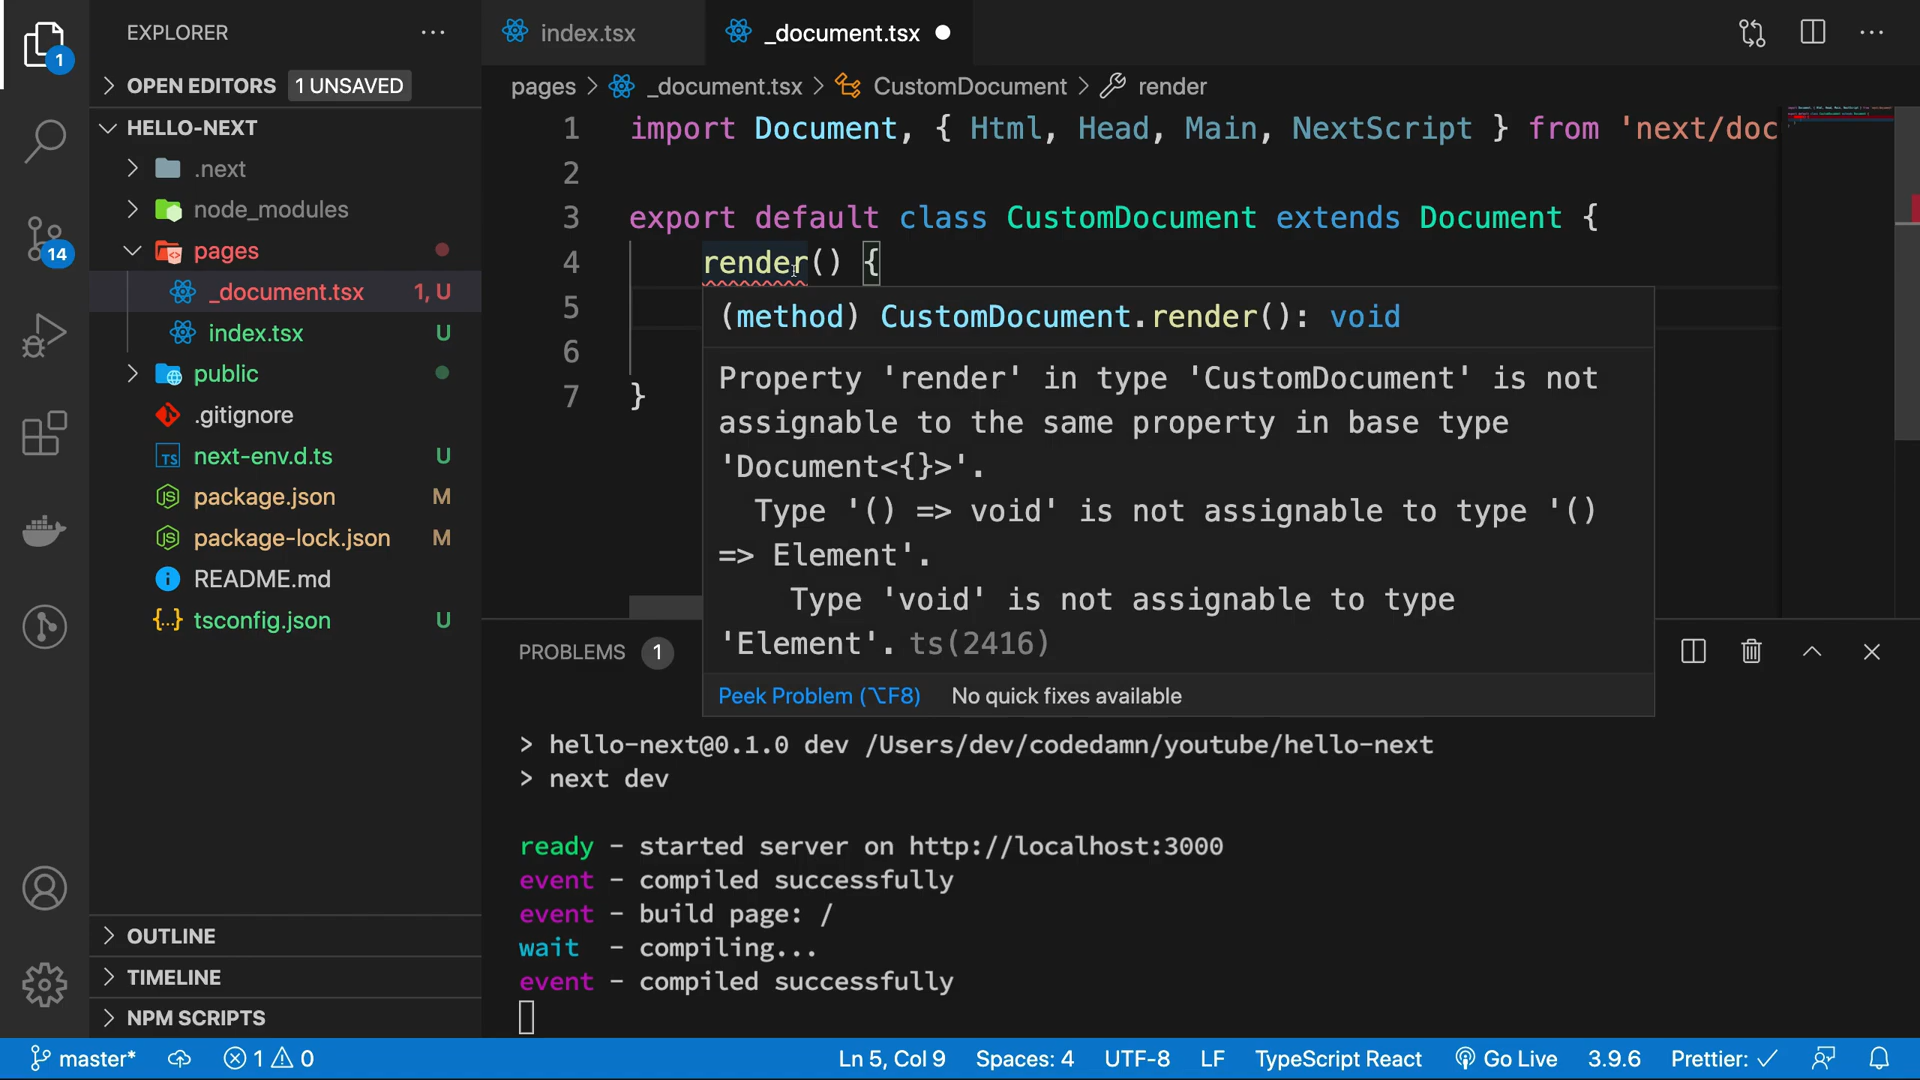 EXPLORER
OPEN EDITORS 1 UNSAVED
HELLO-NEXT
.next
node_modules
pages
_document.tsx 1, U
index.tsx U
public
.gitignore
next-env.d.ts U
package.json M
package-lock.json M
README.md
tsconfig.json U
OUTLINE
TIMELINE
NPM SCRIPTS
1
14
index.tsx
_document.tsx
pages > _document.tsx > CustomDocument > render
1 import Document, { Html, Head, Main, NextScript } from 'next/doc
2
3 export default class CustomDocument extends Document {
4 render() {
5
6
7 }
(method) CustomDocument.render(): void
Property 'render' in type 'CustomDocument' is not
assignable to the same property in base type
'Document<{}>'.
Type '() => void' is not assignable to type '()
=> Element'.
Type 'void' is not assignable to type
'Element'. ts(2416)
Peek Problem (⌥F8) No quick fixes available
PROBLEMS 1
> hello-next@0.1.0 dev /Users/dev/codedamn/youtube/hello-next
> next dev
ready - started server on http://localhost:3000
event - compiled successfully
event - build page: /
wait - compiling...
event - compiled successfully
master* 1 0 Ln 5, Col 9 Spaces: 4 UTF-8 LF TypeScript React Go Live 3.9.6 Prettier: ✓